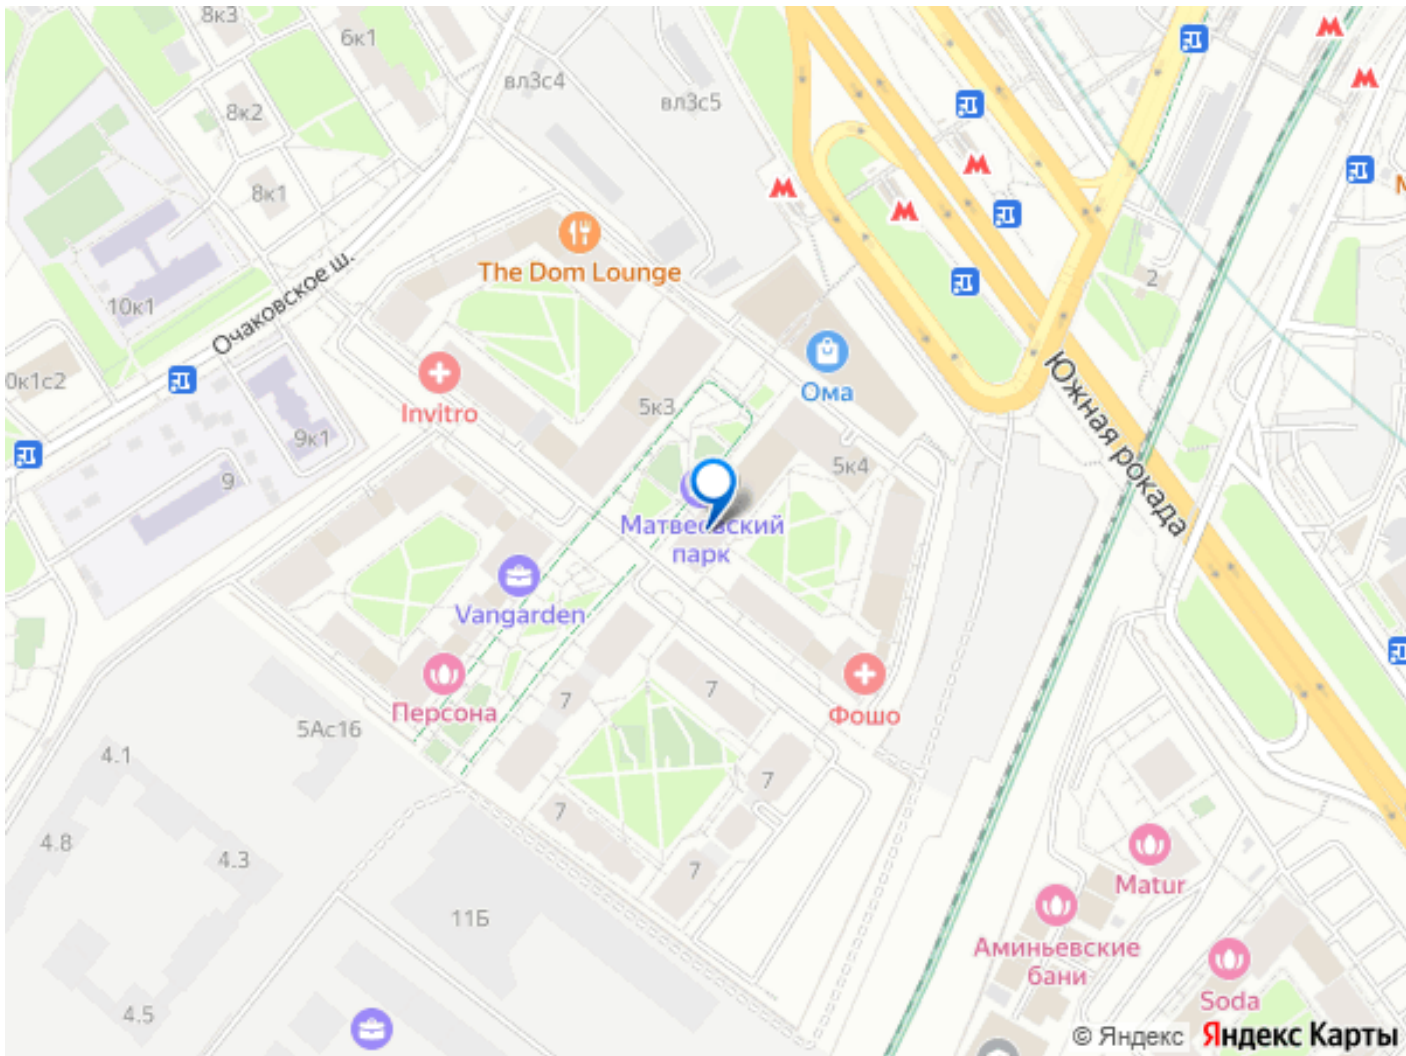 8к3
6к1
вл3с4
вл3с5
8к2
8к1
2
The Dom Lounge
Очаковское ш.
10к1
Ома
Южная рокада
0к1с2
Invitro
5к3
9к1
5к4
9
Матвеевский
парк
Vangarden
7
7
Персона
Фошо
5Ас16
4.1
7
7
4.8
4.3
7
Matur
11Б
Аминьевские
бани
Soda
4.5
© Яндекс Яндекс Карты